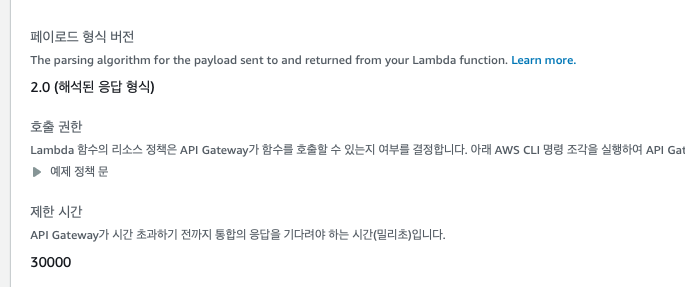 페이로드 형식 버전
The parsing algorithm for the payload sent to and returned from your Lambda function. Learn more.
2.0 (해석된 응답 형식)
호출 권한
Lambda 함수의 리소스 정책은 API Gateway가 함수를 호출할 수 있는지 여부를 결정합니다. 아래 AWS CLI 명령 조각을 실행하여 API Gat
예제 정책 문
제한 시간
API Gateway가 시간 초과하기 전까지 통합의 응답을 기다려야 하는 시간(밀리초)입니다.
30000